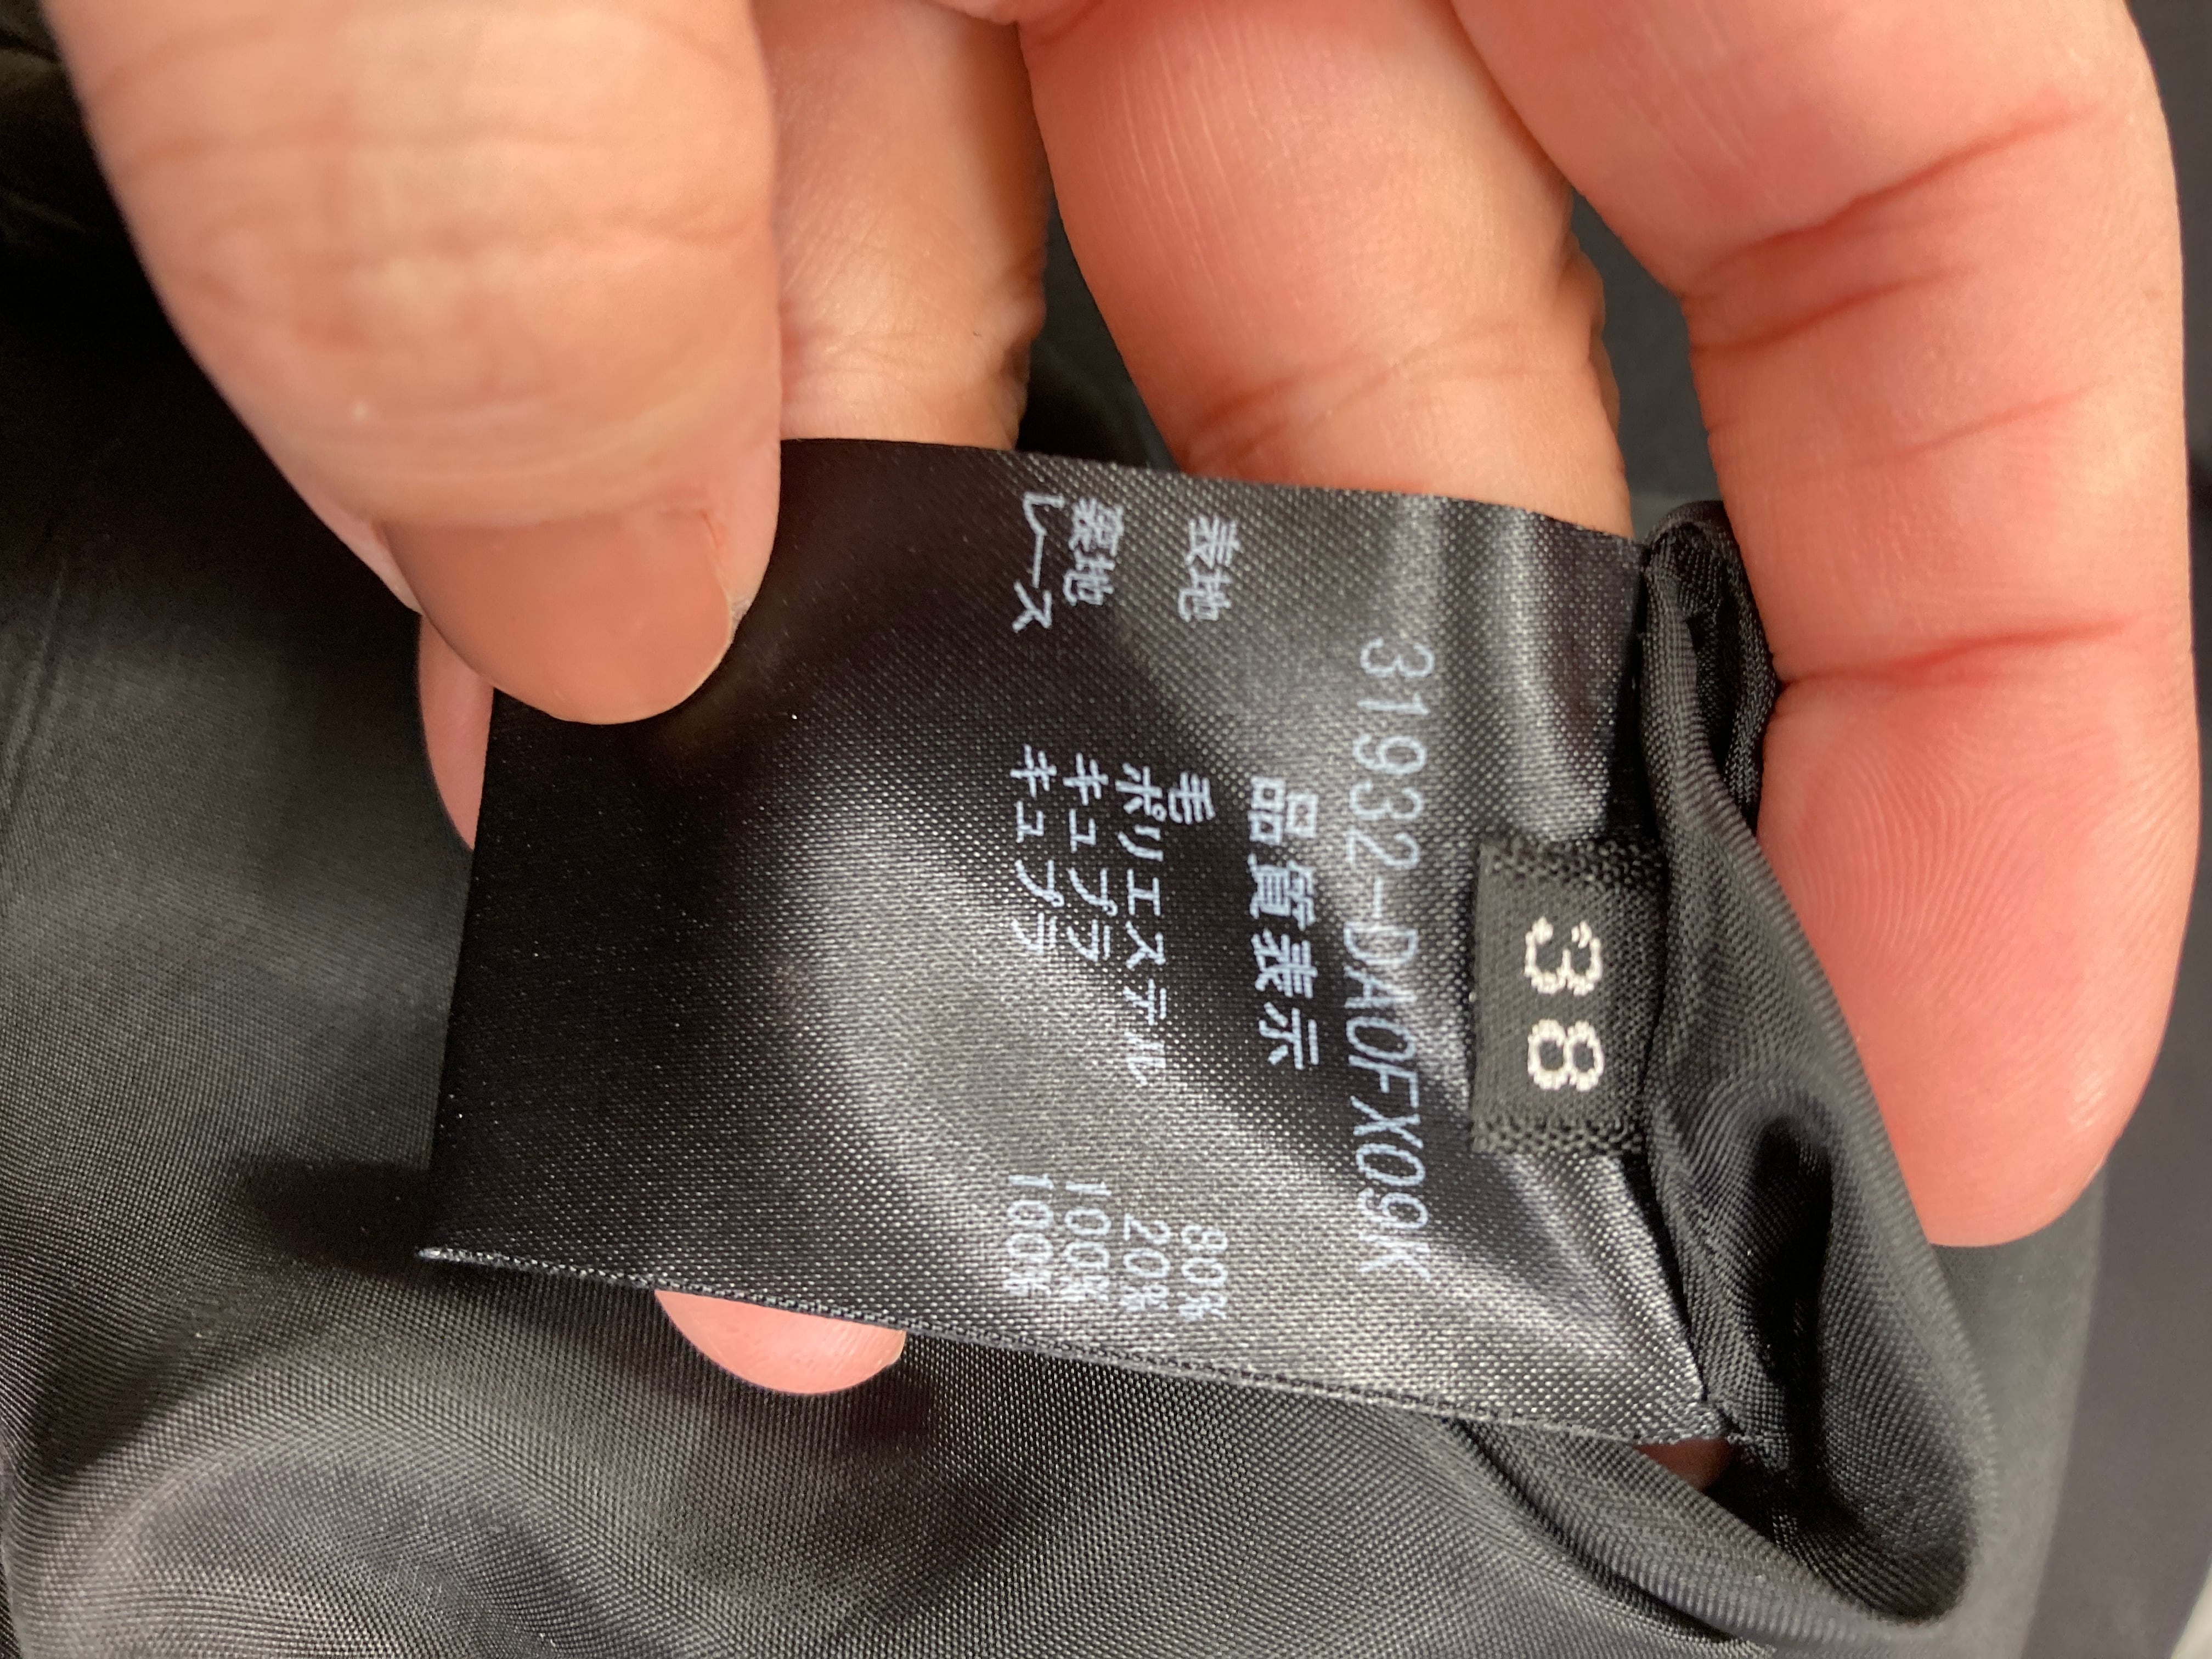 38
31932-DA0FX09K
品質表示
表地 毛 80%
ポリエステル 20%
裏地 キュプラ 100%
レース キュプラ 100%